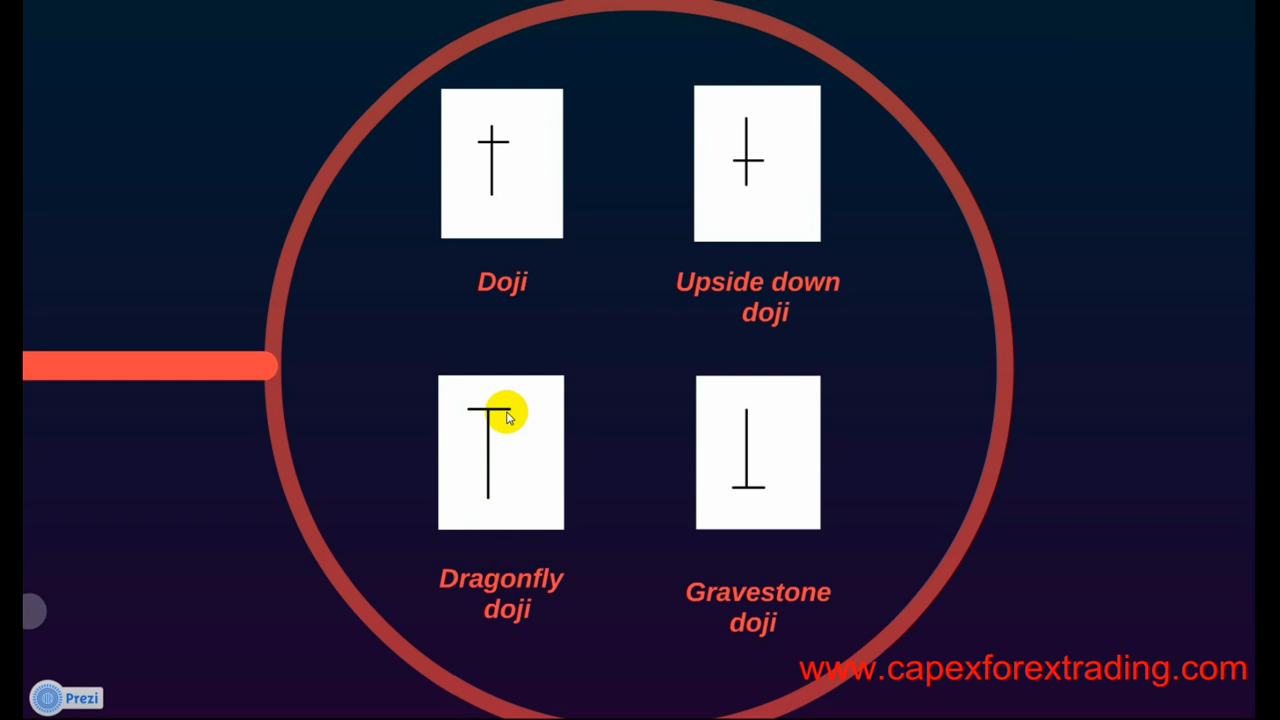 Doji
Upside down
doji
Dragonfly
doji
Gravestone
doji
www.capexforextrading.com
Prezi